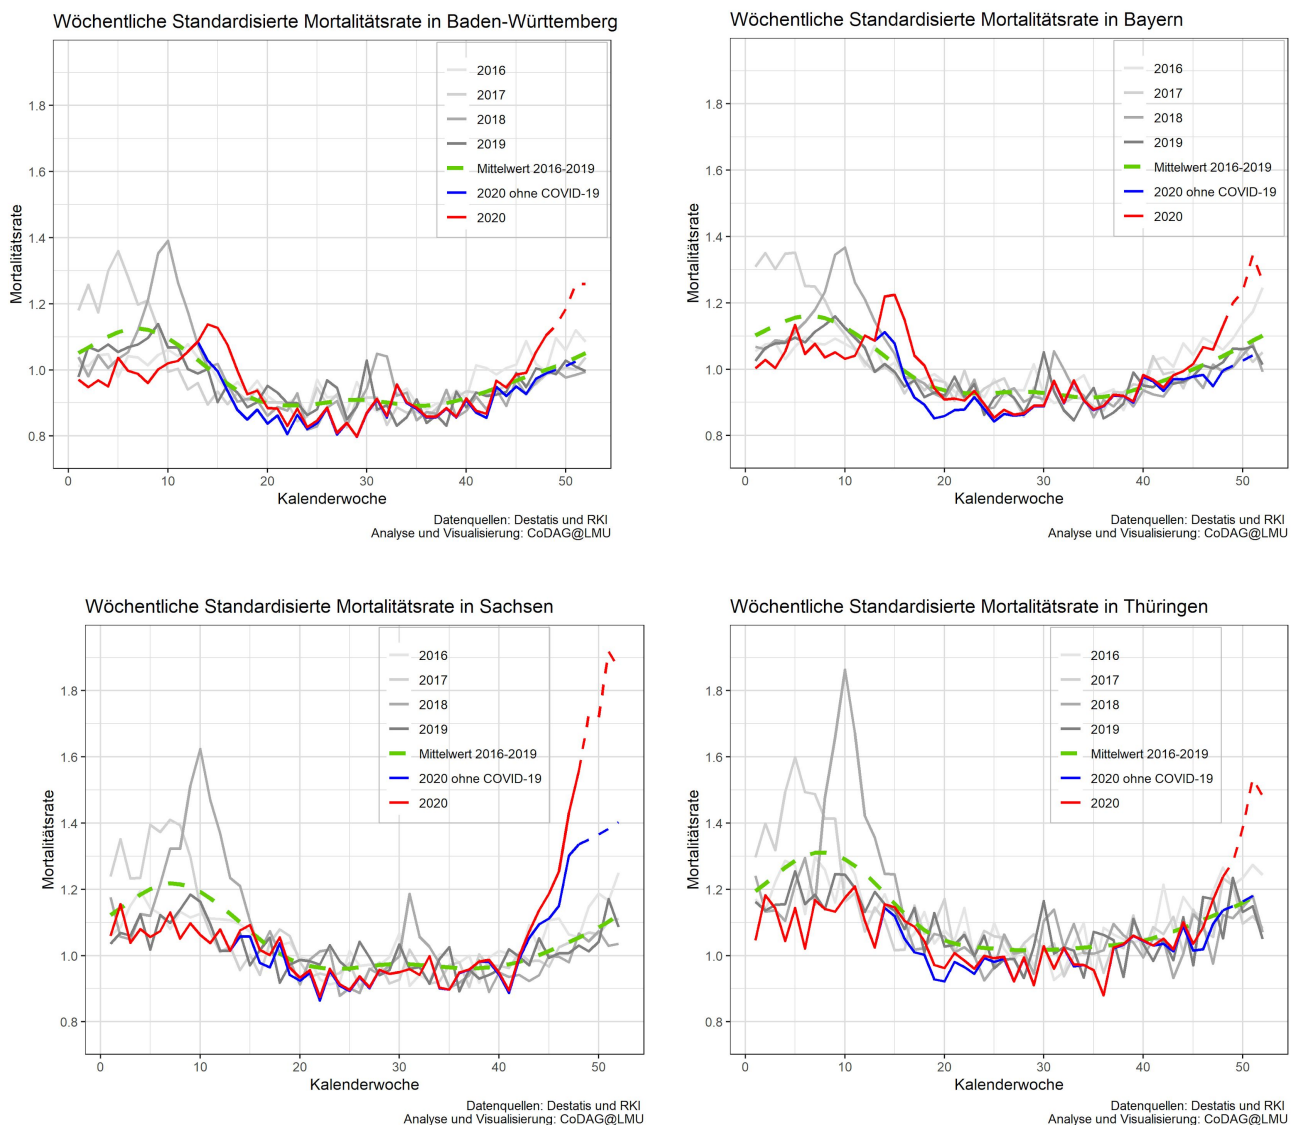 Wöchentliche Standardisierte Mortalitätsrate in Baden-Württemberg
Mortalitätsrate
1.8
1.6
1.4
1.2
1.0
0.8
0
10
20
30
40
50
Kalenderwoche
2016
2017
2018
2019
Mittelwert 2016-2019
2020 ohne COVID-19
2020
Datenquellen: Destatis und RKI
Analyse und Visualisierung: CoDAG@LMU
Wöchentliche Standardisierte Mortalitätsrate in Bayern
Mortalitätsrate
1.8
1.6
1.4
1.2
1.0
0.8
0
10
20
30
40
50
Kalenderwoche
2016
2017
2018
2019
Mittelwert 2016-2019
2020 ohne COVID-19
2020
Datenquellen: Destatis und RKI
Analyse und Visualisierung: CoDAG@LMU
Wöchentliche Standardisierte Mortalitätsrate in Sachsen
Mortalitätsrate
1.8
1.6
1.4
1.2
1.0
0.8
0
10
20
30
40
50
Kalenderwoche
2016
2017
2018
2019
Mittelwert 2016-2019
2020 ohne COVID-19
2020
Datenquellen: Destatis und RKI
Analyse und Visualisierung: CoDAG@LMU
Wöchentliche Standardisierte Mortalitätsrate in Thüringen
Mortalitätsrate
1.8
1.6
1.4
1.2
1.0
0.8
0
10
20
30
40
50
Kalenderwoche
2016
2017
2018
2019
Mittelwert 2016-2019
2020 ohne COVID-19
2020
Datenquellen: Destatis und RKI
Analyse und Visualisierung: CoDAG@LMU